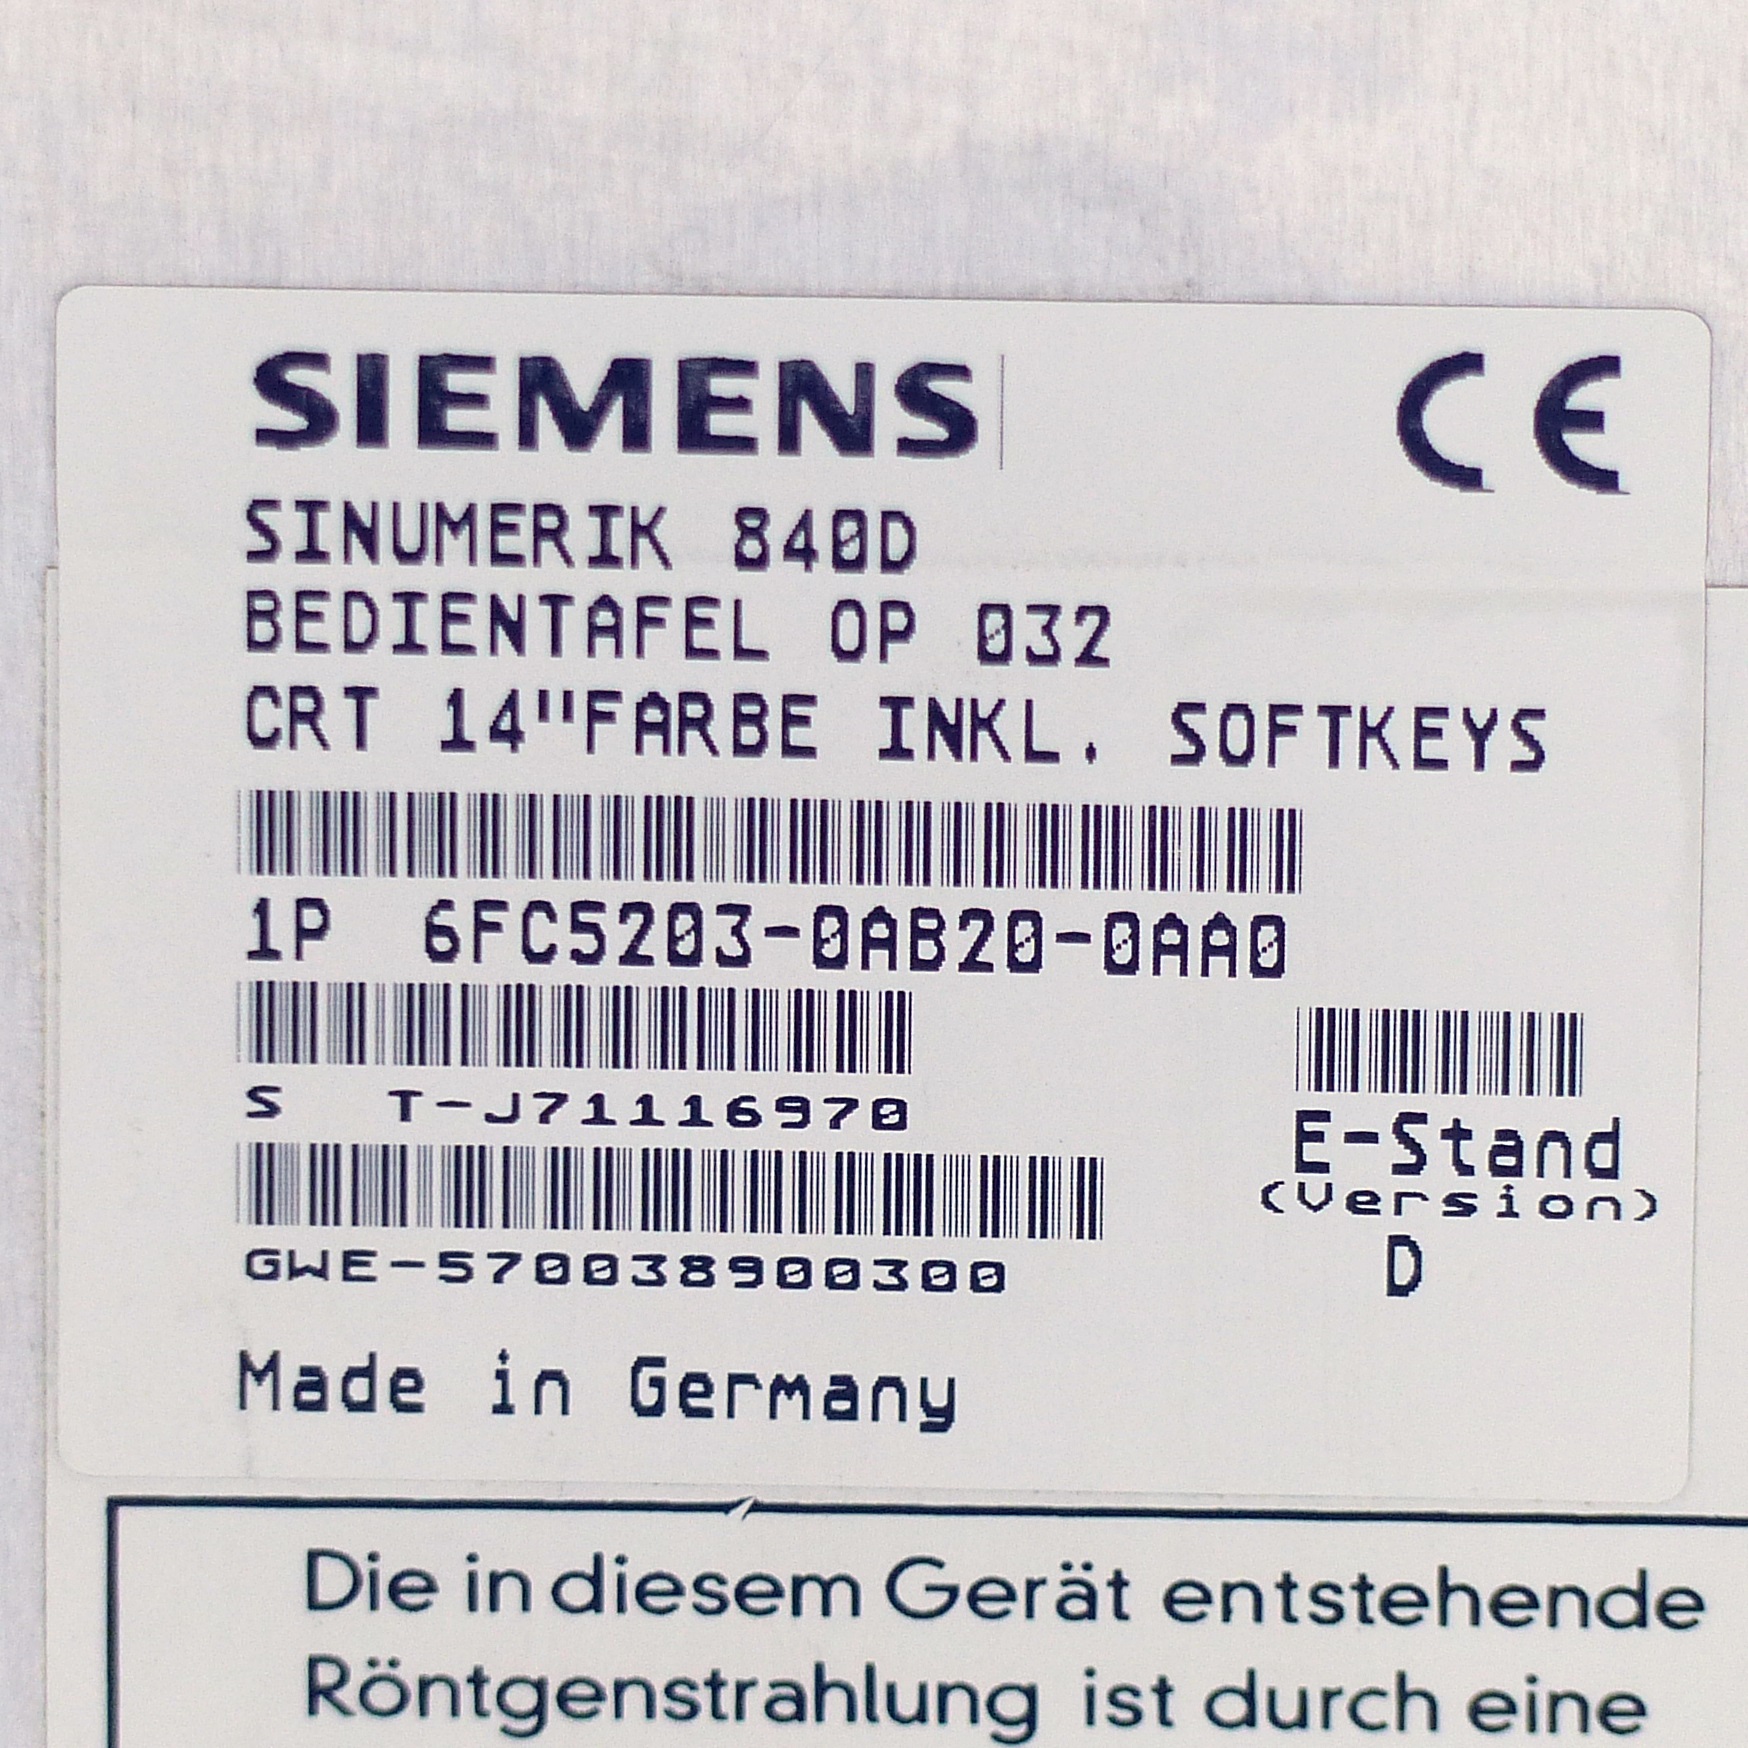 SIEMENS CE
SINUMERIK 840D
BEDIENTAFEL OP 032
CRT 14"FARBE INKL. SOFTKEYS
1P 6FC5203-0AB20-0AA0
S T-J71116970
E-Stand
(Version)
D
GWE-570038900300
Made in Germany
Die in diesem Gerät entstehende
Röntgenstrahlung ist durch eine